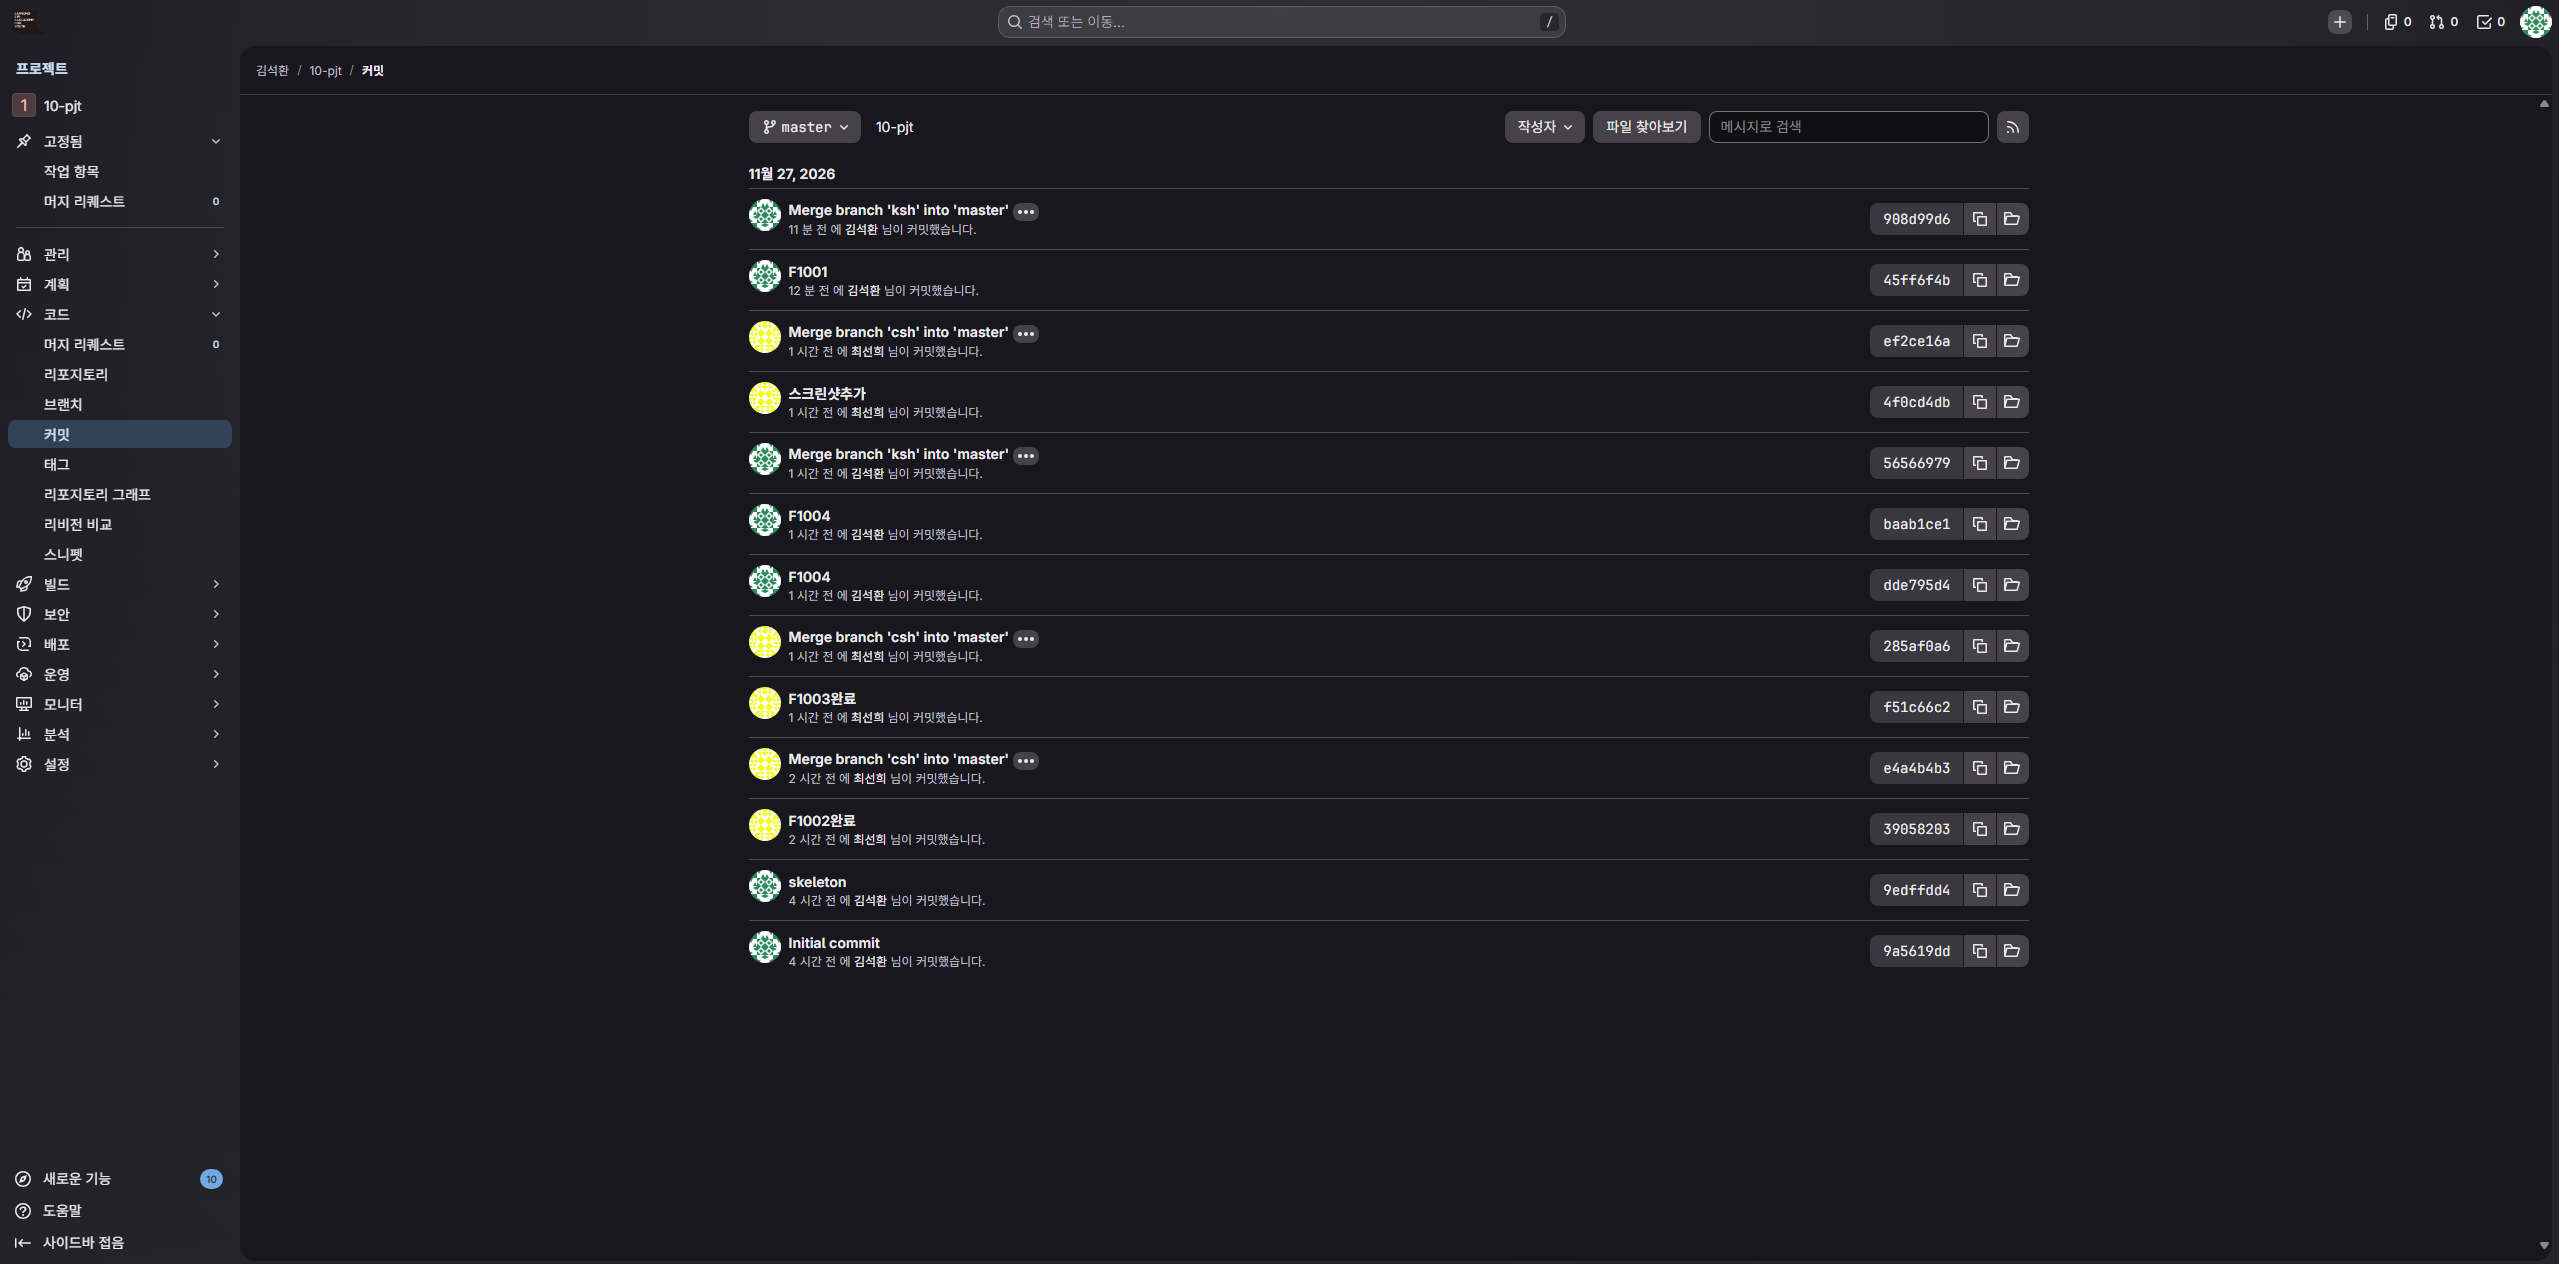 검색 또는 이동...
/
0
0
0
프로젝트
1 10-pjt
고정됨
작업 항목
머지 리퀘스트 0
관리
계획
코드
머지 리퀘스트 0
리포지토리
브랜치
커밋
태그
리포지토리 그래프
리비전 비교
스니펫
빌드
보안
배포
운영
모니터
분석
설정
새로운 기능 10
도움말
사이드바 접음
김석환 / 10-pjt / 커밋
master 10-pjt 작성자 파일 찾아보기 메시지로 검색
11월 27, 2026
Merge branch 'ksh' into 'master'
11 분 전 에 김석환 님이 커밋했습니다.
908d99d6
F1001
12 분 전 에 김석환 님이 커밋했습니다.
45ff6f4b
Merge branch 'csh' into 'master'
1 시간 전 에 최선희 님이 커밋했습니다.
ef2ce16a
스크린샷추가
1 시간 전 에 최선희 님이 커밋했습니다.
4f0cd4db
Merge branch 'ksh' into 'master'
1 시간 전 에 김석환 님이 커밋했습니다.
56566979
F1004
1 시간 전 에 김석환 님이 커밋했습니다.
baab1ce1
F1004
1 시간 전 에 김석환 님이 커밋했습니다.
dde795d4
Merge branch 'csh' into 'master'
1 시간 전 에 최선희 님이 커밋했습니다.
285af0a6
F1003완료
1 시간 전 에 최선희 님이 커밋했습니다.
f51c66c2
Merge branch 'csh' into 'master'
2 시간 전 에 최선희 님이 커밋했습니다.
e4a4b4b3
F1002완료
2 시간 전 에 최선희 님이 커밋했습니다.
39058203
skeleton
4 시간 전 에 김석환 님이 커밋했습니다.
9edffdd4
Initial commit
4 시간 전 에 김석환 님이 커밋했습니다.
9a5619dd